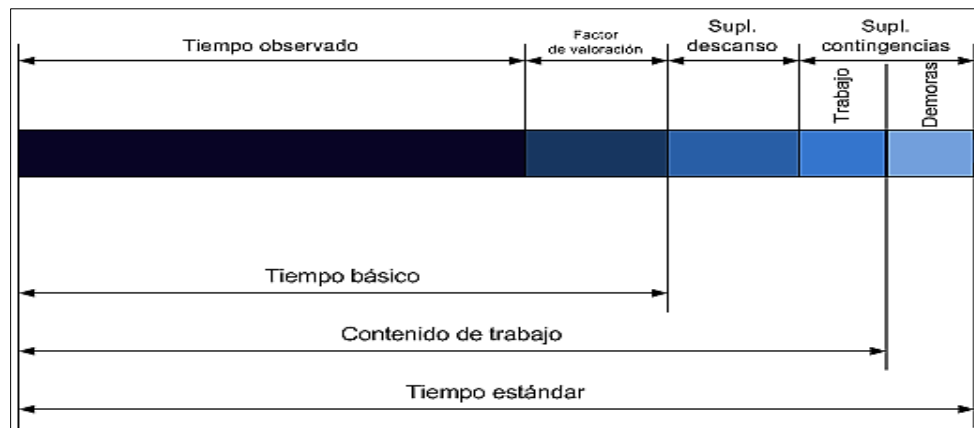 Tiempo observado
Factor
de valoración
Supl.
descanso
Supl.
contingencias
Trabajo
Demoras
Tiempo básico
Contenido de trabajo
Tiempo estándar